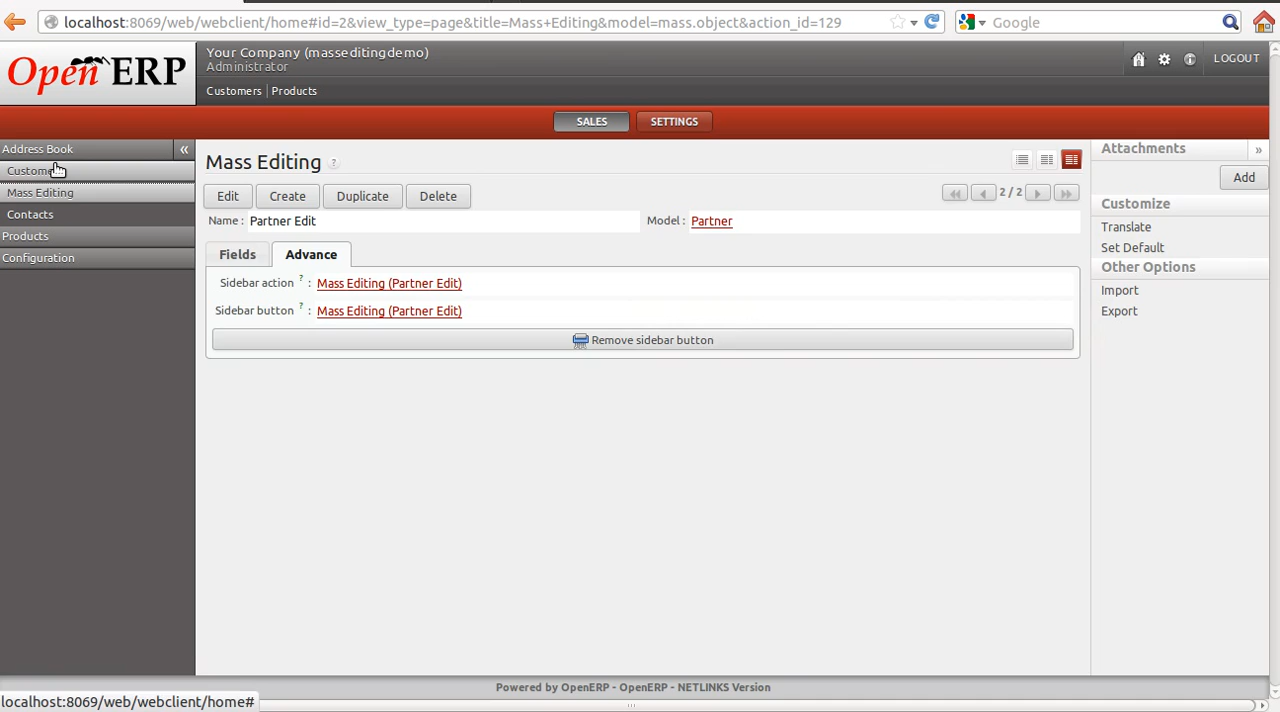 localhost:8069/web/webclient/home#id=2&view_type=page&title=Mass+Editing&model=mass.object&action_id=129
Google
Open ERP
Your Company (masseditingdemo)
Administrator
Customers | Products
LOGOUT
SALES
SETTINGS
Address Book
«
Mass Editing
Contacts
Products
Configuration
Mass Editing ?
Edit
Create
Duplicate
Delete
2 / 2
Name : Partner Edit
Model : Partner
Fields
Advance
Sidebar action ? : Mass Editing (Partner Edit)
Sidebar button ? : Mass Editing (Partner Edit)
Remove sidebar button
Attachments
»
Add
Customize
Translate
Set Default
Other Options
Import
Export
Powered by OpenERP - OpenERP - NETLINKS Version
localhost:8069/web/webclient/home#